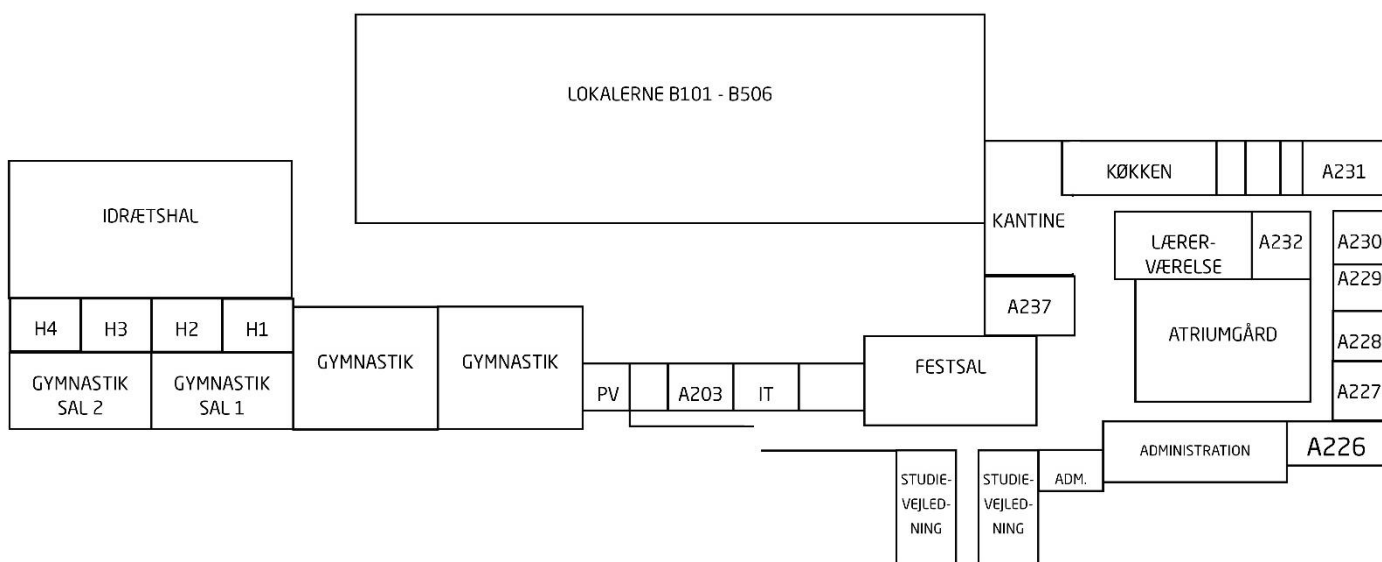 LOKALERNE B101 - B506
KØKKEN
A231
IDRÆTSHAL
KANTINE
LÆRER-
VÆRELSE
A232
A230
A229
H4
H3
H2
H1
A237
ATRIUMGÅRD
A228
GYMNASTIK
GYMNASTIK
FESTSAL
GYMNASTIK
SAL 2
GYMNASTIK
SAL 1
PV
A203
IT
A227
ADMINISTRATION
A226
STUDIE-
VEJLED-
NING
STUDIE-
VEJLED-
NING
ADM.